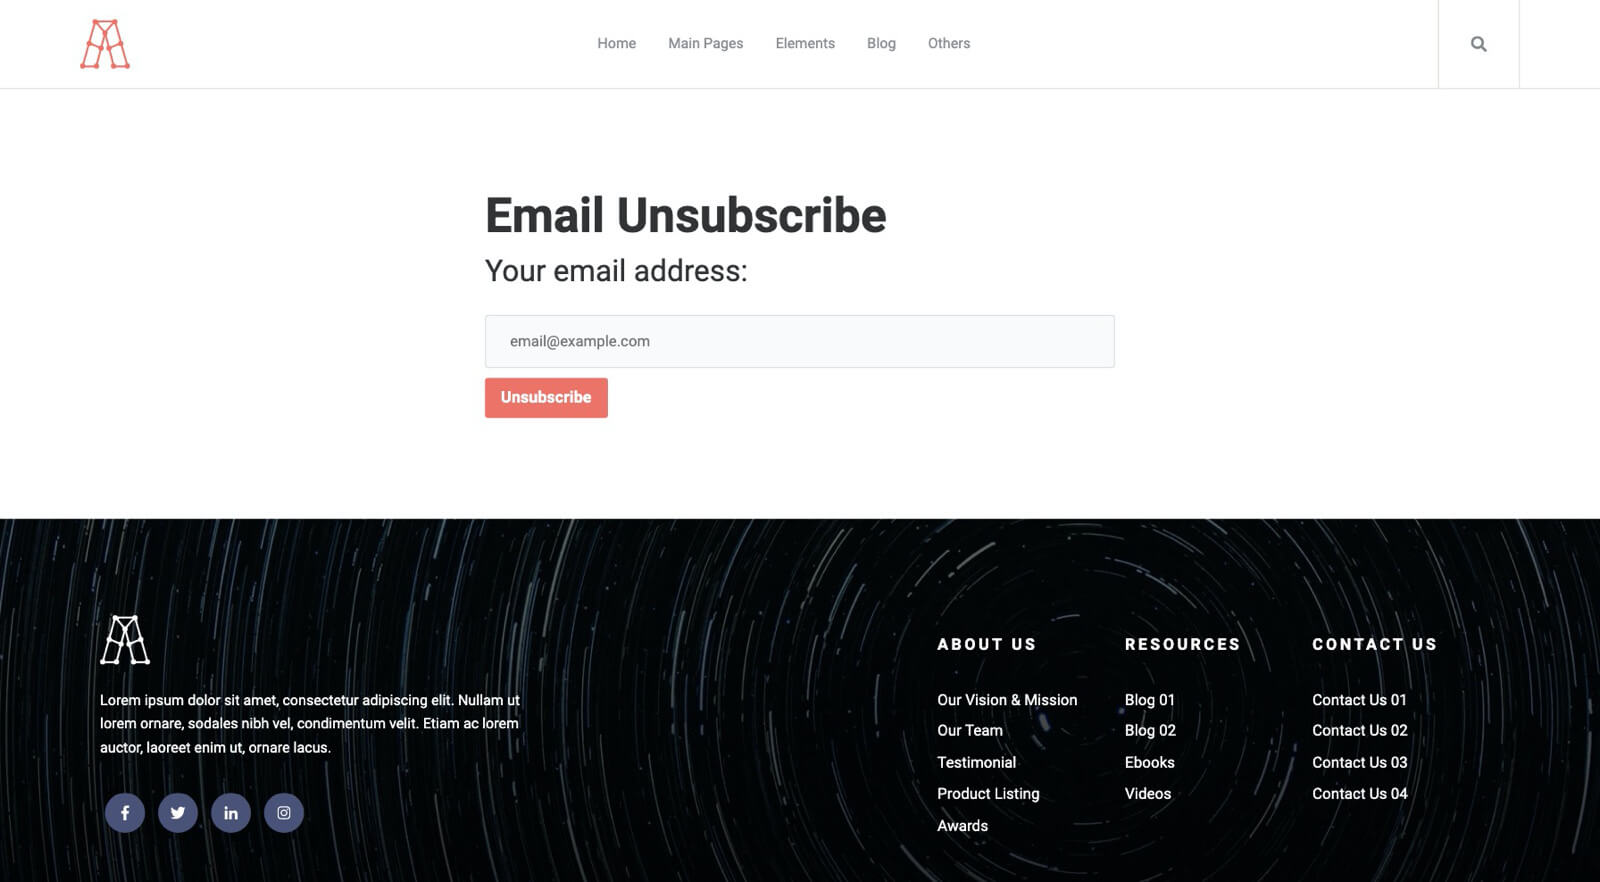 Home Main Pages Elements Blog Others
Email Unsubscribe
Your email address:
email@example.com
Unsubscribe
Lorem ipsum dolor sit amet, consectetur adipiscing elit. Nullam ut
lorem ornare, sodales nibh vel, condimentum velit. Etiam ac lorem
auctor, laoreet enim ut, ornare lacus.
ABOUT US
Our Vision & Mission
Our Team
Testimonial
Product Listing
Awards
RESOURCES
Blog 01
Blog 02
Ebooks
Videos
CONTACT US
Contact Us 01
Contact Us 02
Contact Us 03
Contact Us 04